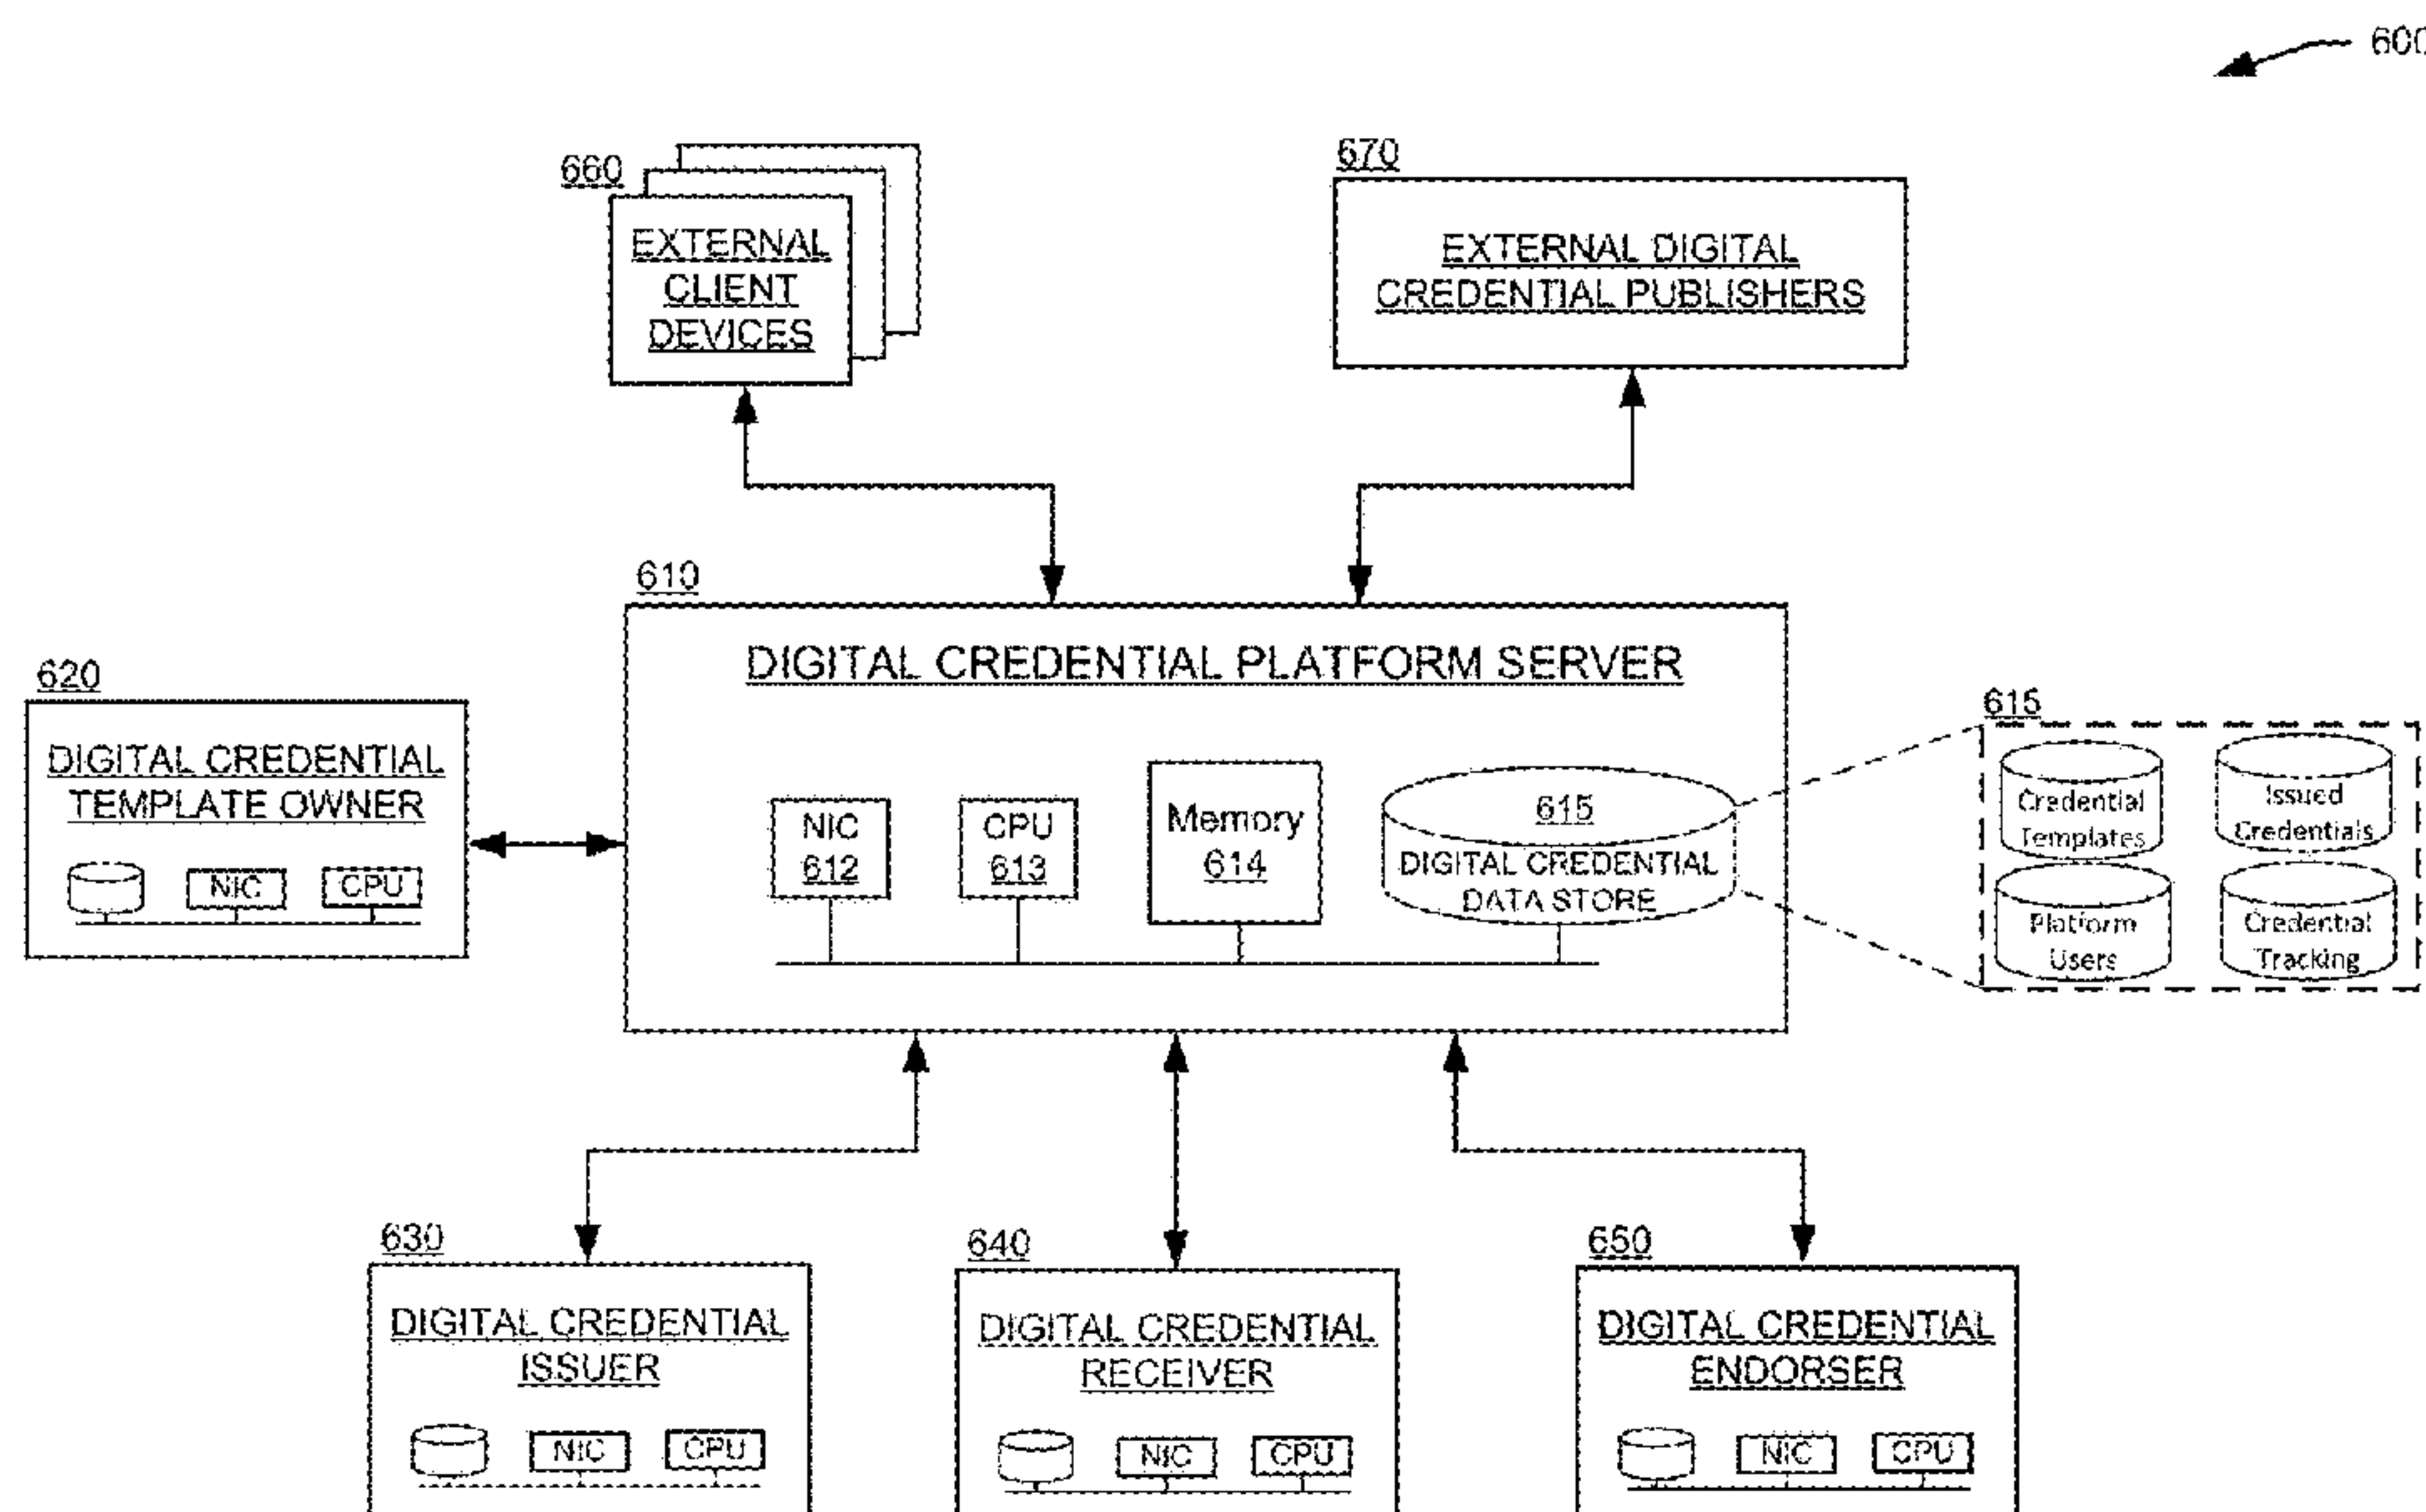 600
660
EXTERNAL
CLIENT
DEVICES
670
EXTERNAL DIGITAL
CREDENTIAL PUBLISHERS
610
DIGITAL CREDENTIAL PLATFORM SERVER
NIC
612
CPU
613
Memory
614
615
DIGITAL CREDENTIAL
DATA STORE
620
DIGITAL CREDENTIAL
TEMPLATE OWNER
NIC
CPU
615
Credential
Templates
Issued
Credentials
Platform
Users
Credential
Tracking
630
DIGITAL CREDENTIAL
ISSUER
NIC
CPU
640
DIGITAL CREDENTIAL
RECEIVER
NIC
CPU
650
DIGITAL CREDENTIAL
ENDORSER
NIC
CPU